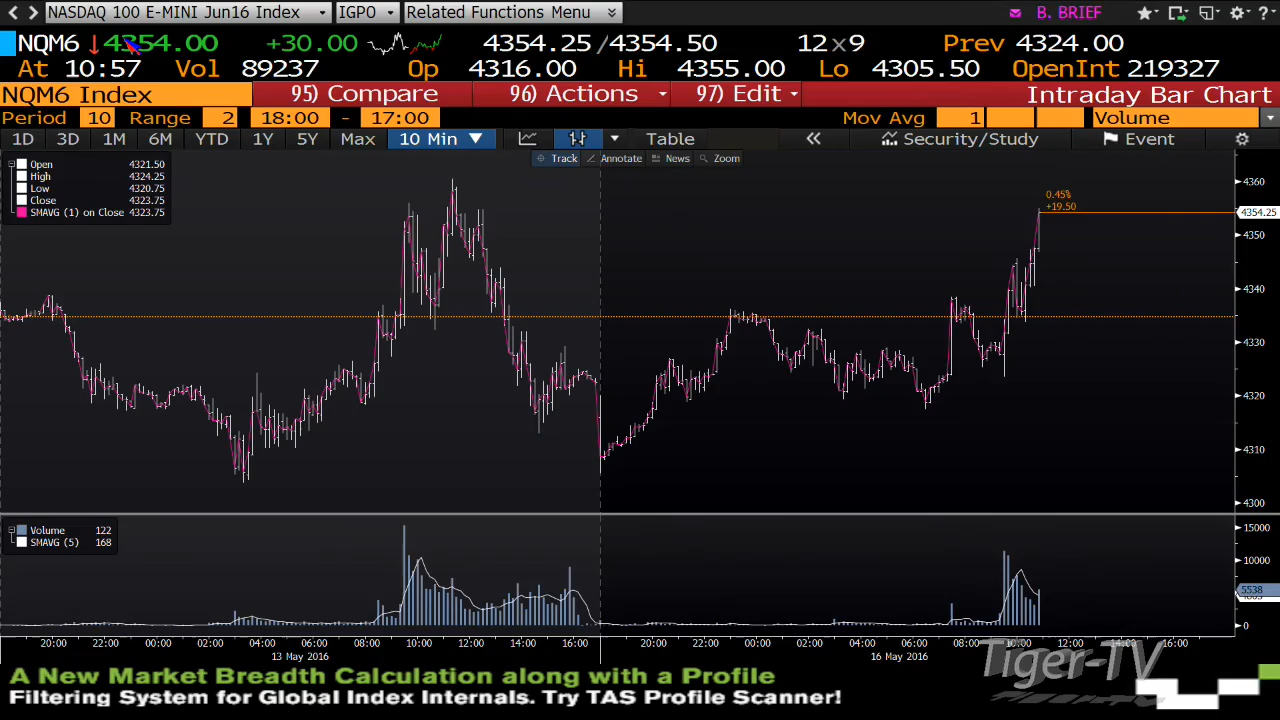 NASDAQ 100 E-MINI Jun16 Index IGPO Related Functions Menu B. BRIEF
NQM6 ↓4354.00 +30.00 4354.25 /4354.50 12x9 Prev 4324.00
At 10:57 Vol 89237 Op 4316.00 Hi 4355.00 Lo 4305.50 OpenInt 219327
NQM6 Index 95) Compare 96) Actions 97) Edit Intraday Bar Chart
Period 10 Range 2 18:00 - 17:00 Mov Avg 1 Volume
1D 3D 1M 6M YTD 1Y 5Y Max 10 Min Table Security/Study Event
Track Annotate News Zoom
Open 4321.50
High 4324.25
Low 4320.75
Close 4323.75
SMAVG (1) on Close 4323.75
0.45%
+19.50
4360
4354.25
4350
4340
4330
4320
4310
4300
Volume 122
SMAVG (5) 168
15000
10000
5538
0
20:00 22:00 00:00 02:00 04:00 06:00 08:00 10:00 12:00 14:00 16:00 20:00 22:00 00:00 02:00 04:00 06:00 08:00 10:00 12:00 14:00 16:00
13 May 2016 16 May 2016
Tiger-TV
A New Market Breadth Calculation along with a Profile
Filtering System for Global Index Internals. Try TAS Profile Scanner!